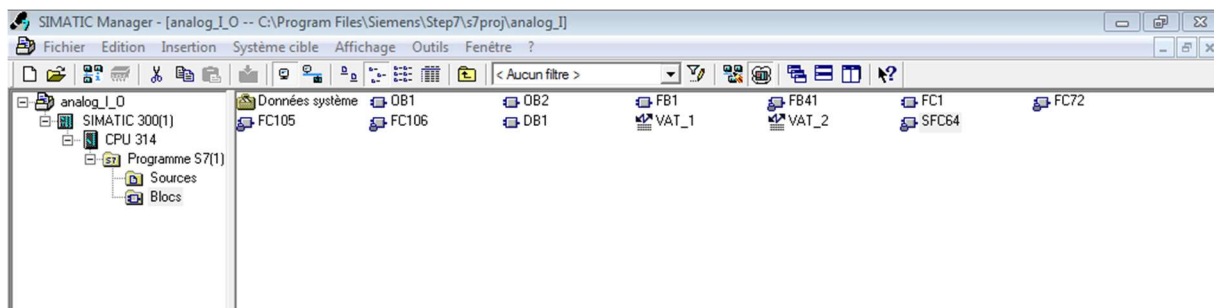 SIMATIC Manager - [analog_I_O -- C:\Program Files\Siemens\Step7\s7proj\analog_I]
Fichier Edition Insertion Système cible Affichage Outils Fenêtre ?
< Aucun filtre >
analog_I_O
SIMATIC 300(1)
CPU 314
S7 Programme S7(1)
Sources
Blocs
Données système OB1 OB2 FB1 FB41 FC1 FC72
FC105 FC106 DB1 VAT_1 VAT_2 SFC64